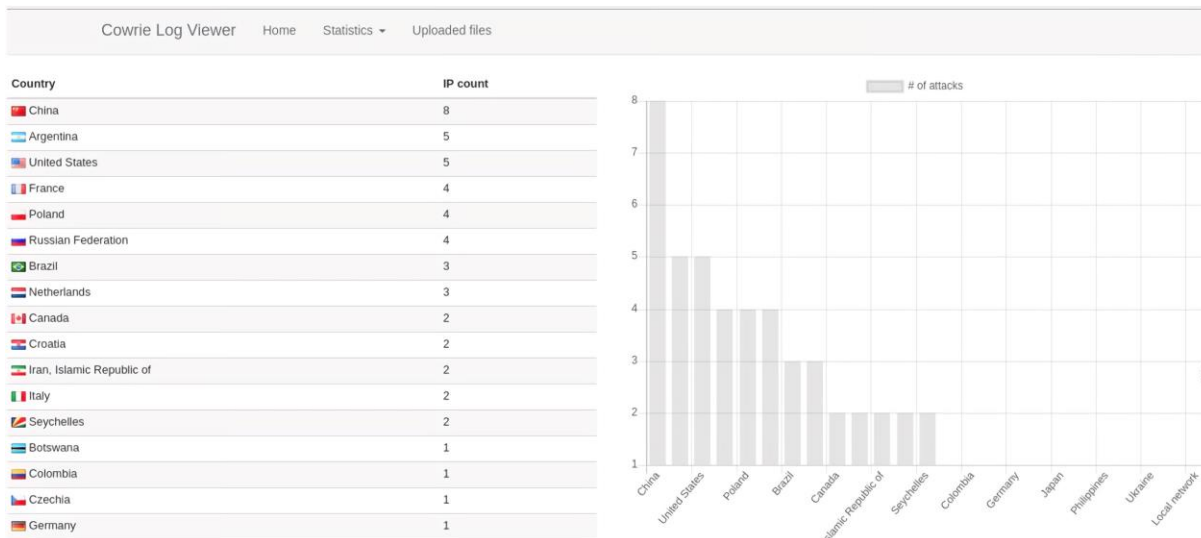 Cowrie Log Viewer Home Statistics Uploaded files
Country IP count
China 8
Argentina 5
United States 5
France 4
Poland 4
Russian Federation 4
Brazil 3
Netherlands 3
Canada 2
Croatia 2
Iran, Islamic Republic of 2
Italy 2
Seychelles 2
Botswana 1
Colombia 1
Czechia 1
Germany 1
# of attacks
8
7
6
5
4
3
2
1
China
United States
Poland
Brazil
Canada
Islamic Republic of
Seychelles
Colombia
Germany
Japan
Philippines
Ukraine
Local network